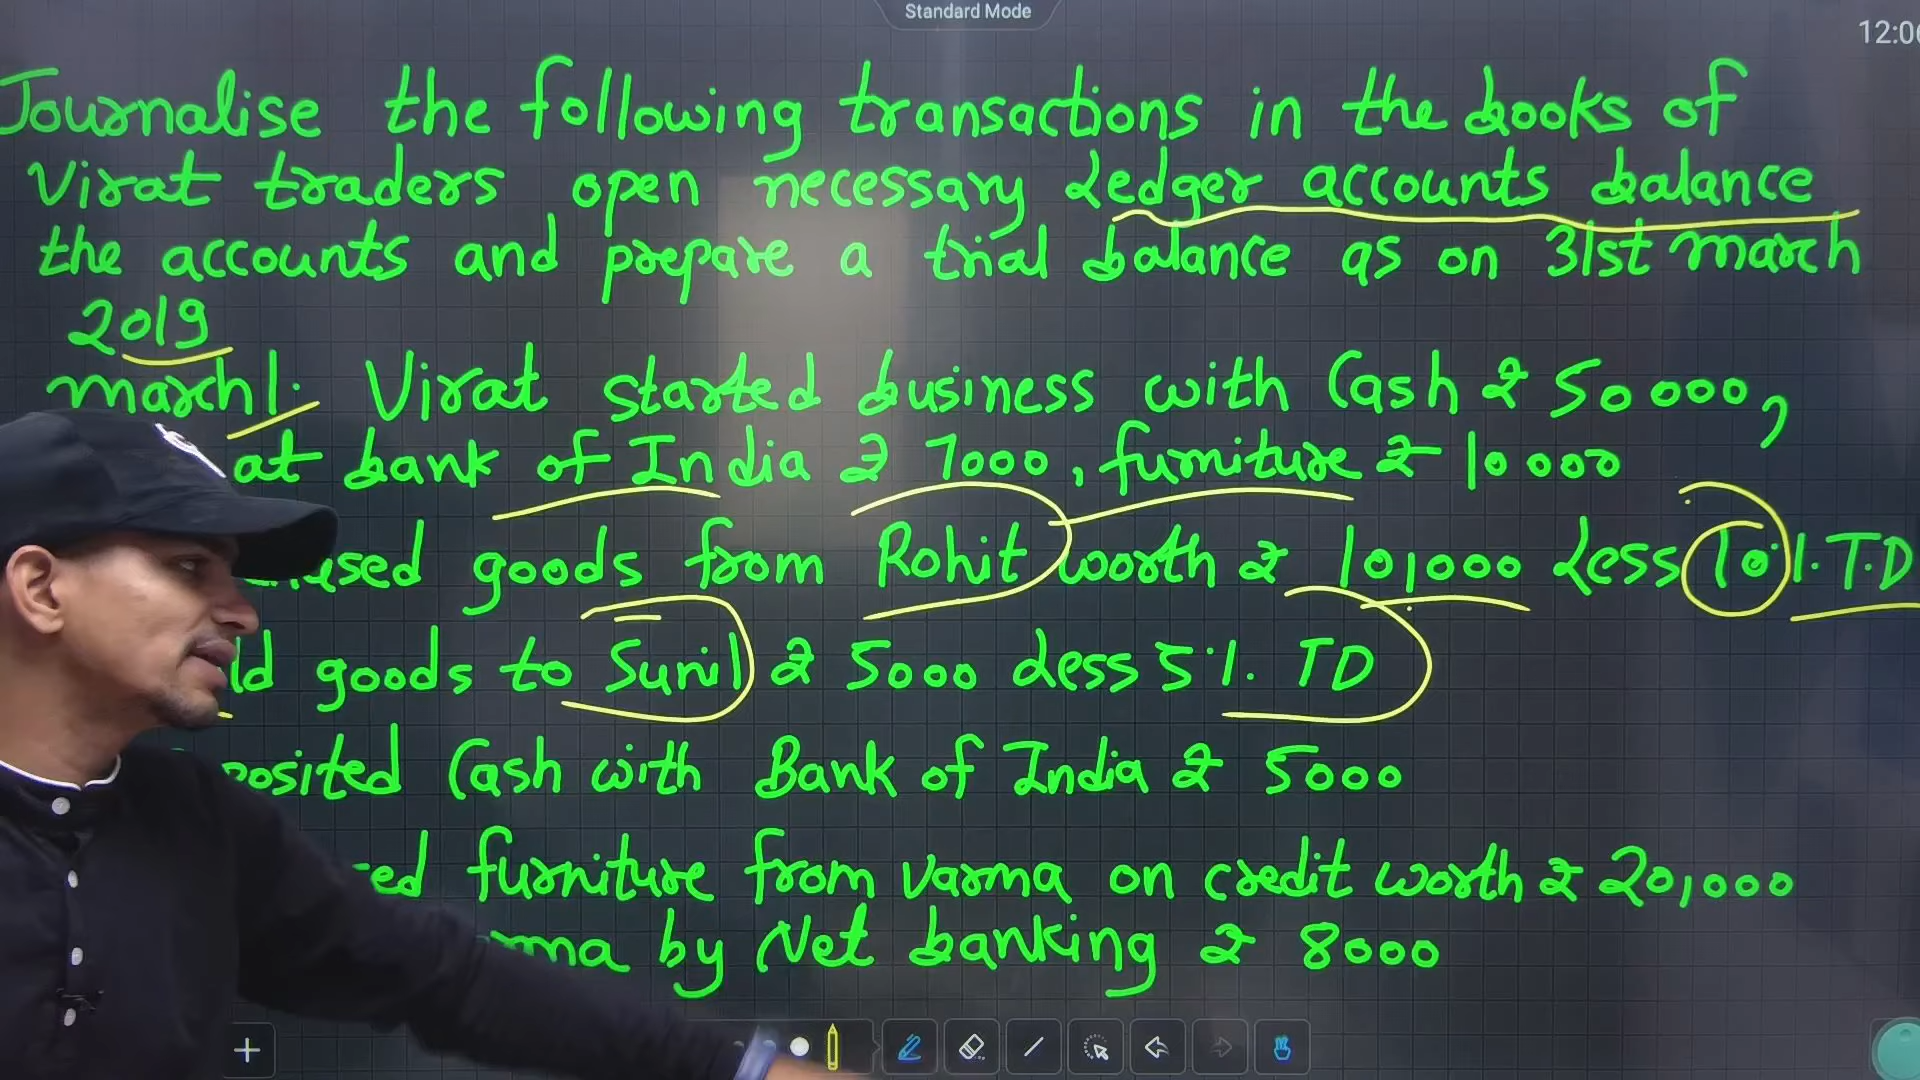 Standard Mode
12:06
Journalise the following transactions in the books of
Virat traders open necessary Ledger accounts balance
the accounts and prepare a trial balance as on 31st march
2019
march 1. Virat started business with Cash ₹ 50000,
at bank of India ₹ 7000, furniture ₹ 10000
goods from Rohit worth ₹ 10,000 Less 10%. T.D
goods to Sunil ₹ 5000 Less 5%. TD
Cash with Bank of India ₹ 5000
furniture from varma on credit worth ₹ 20,000
by Net banking ₹ 8000